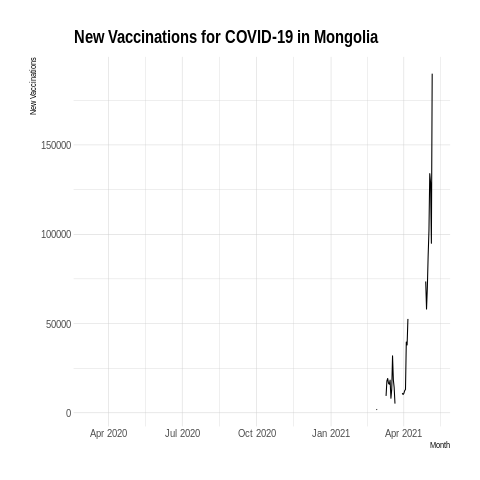 New Vaccinations for COVID-19 in Mongolia
New Vaccinations
150000
100000
50000
0
Apr 2020 Jul 2020 Oct 2020 Jan 2021 Apr 2021
Month